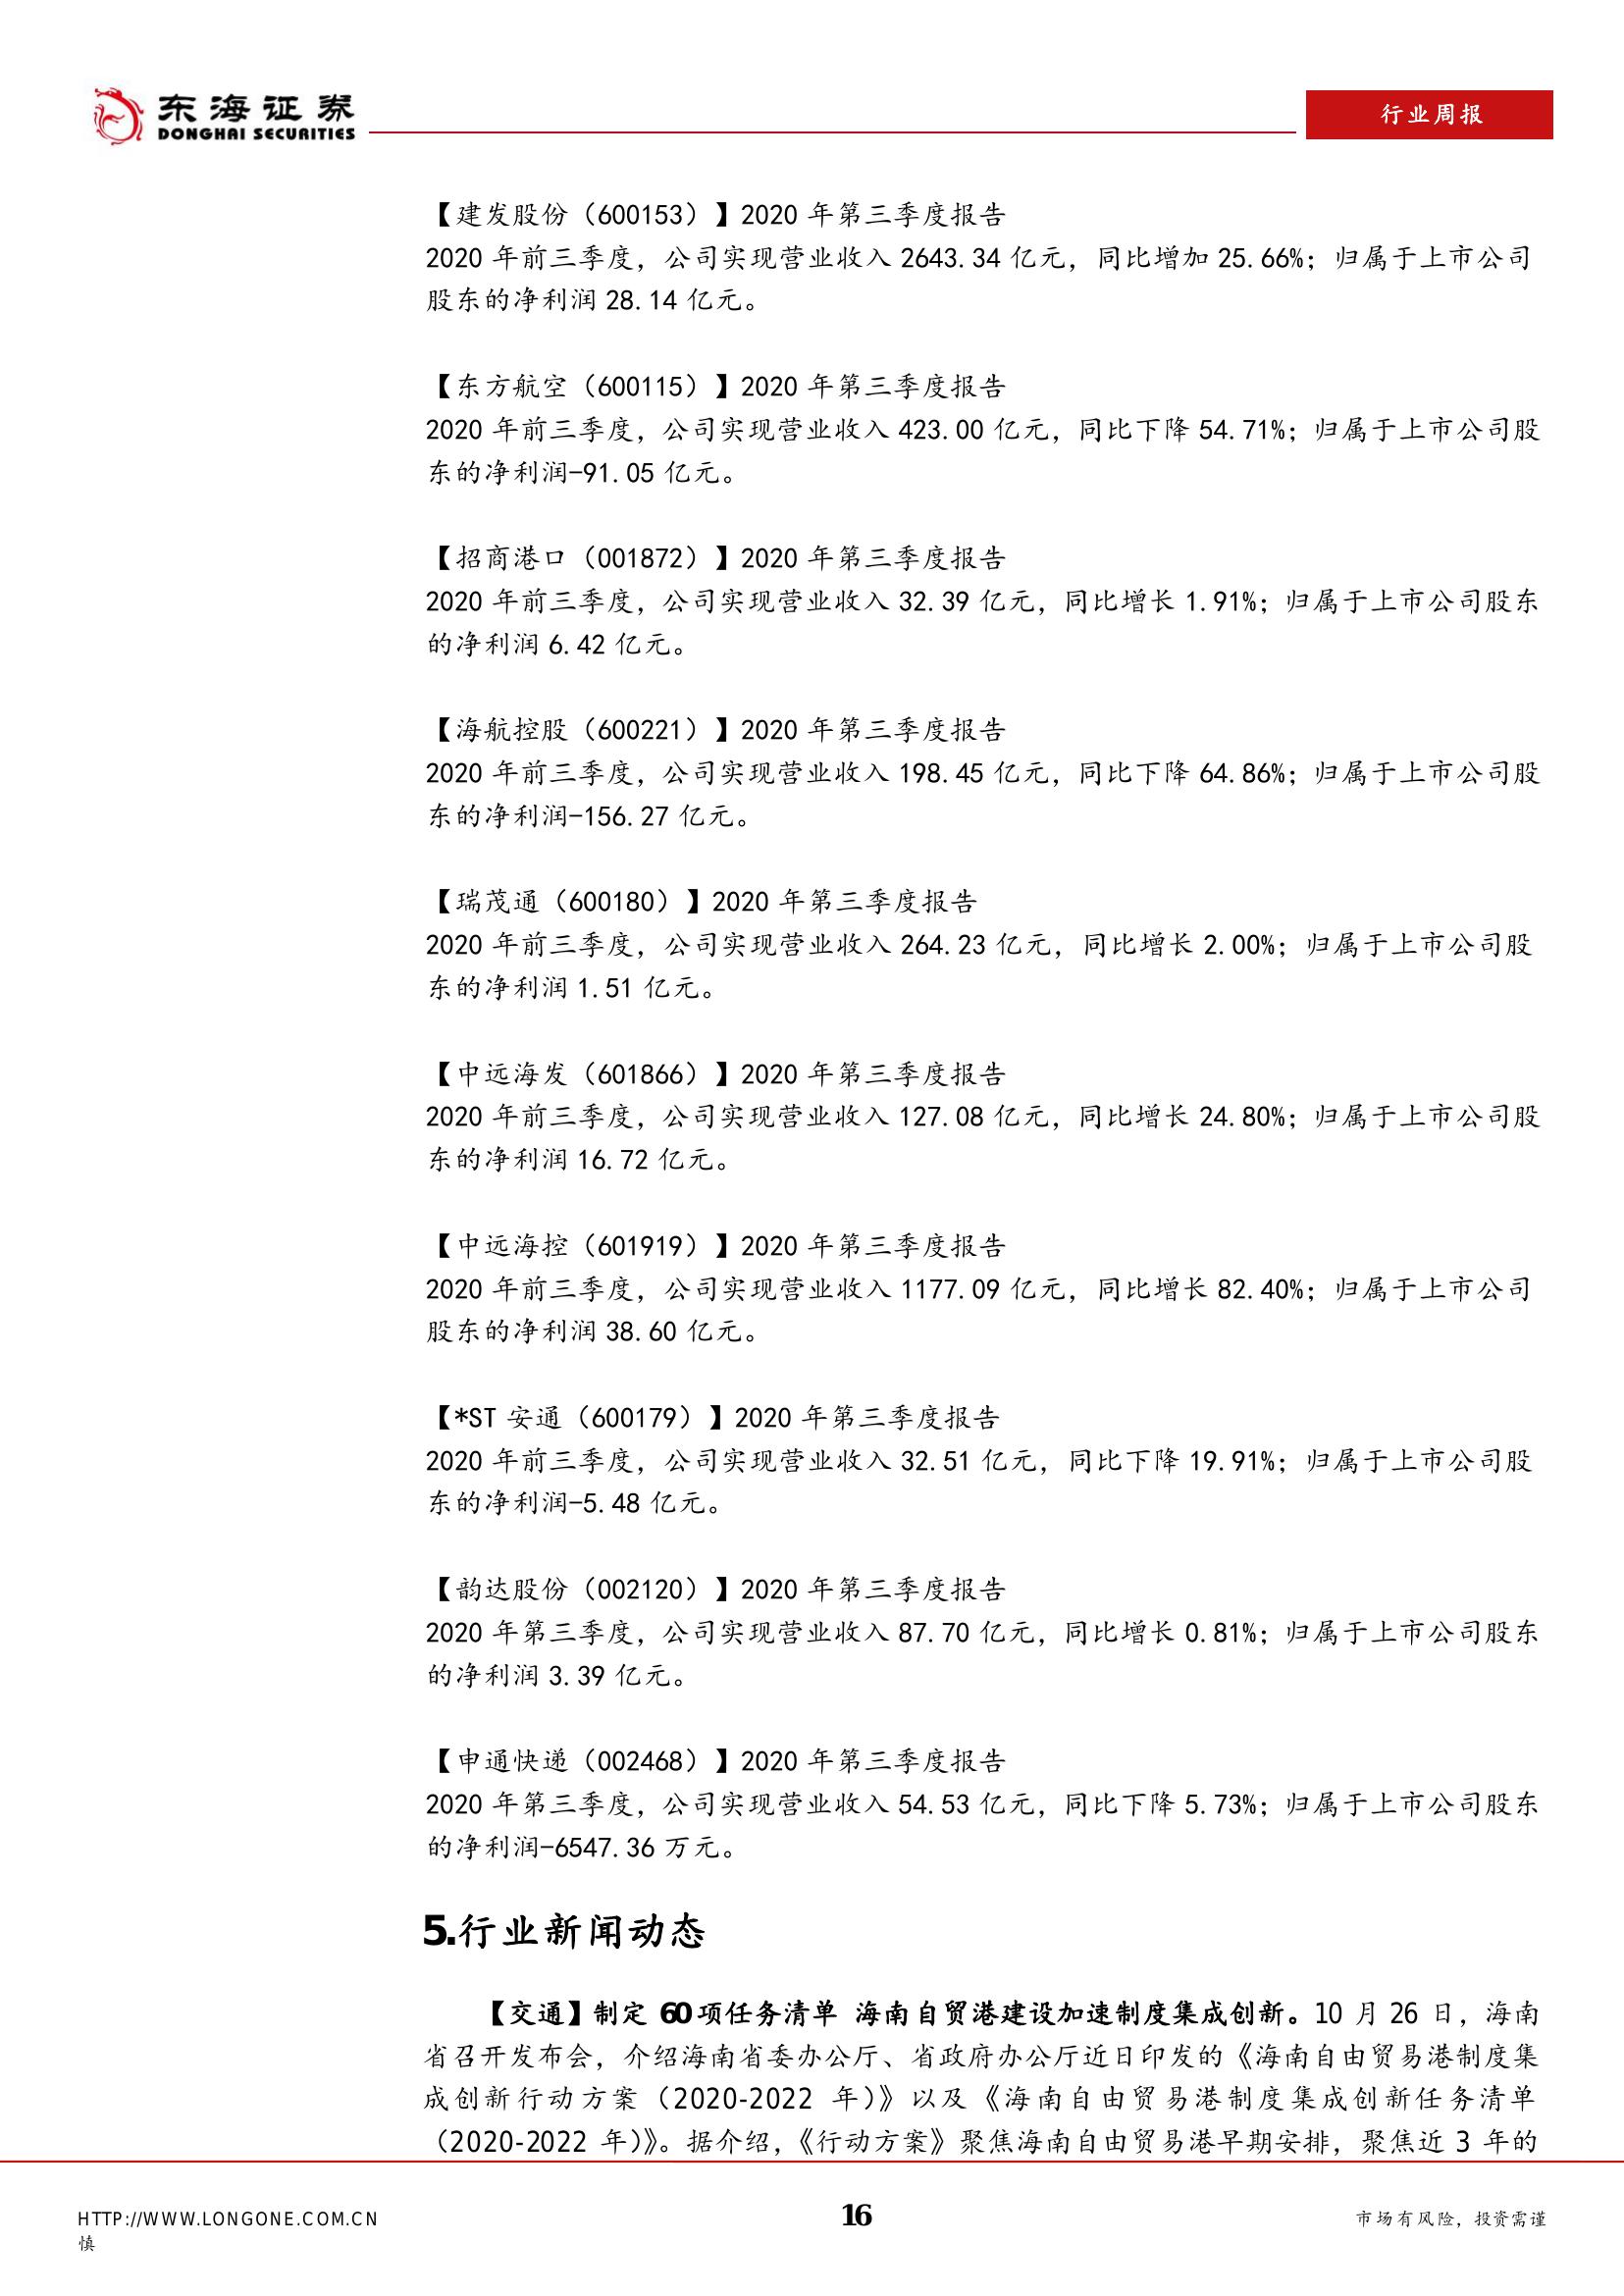 东海证券
DONGHAI SECURITIES
行业周报
【建发股份（600153）】2020 年第三季度报告
2020 年前三季度，公司实现营业收入 2643.34 亿元，同比增加 25.66%；归属于上市公司
股东的净利润 28.14 亿元。
【东方航空（600115）】2020 年第三季度报告
2020 年前三季度，公司实现营业收入 423.00 亿元，同比下降 54.71%；归属于上市公司股
东的净利润-91.05 亿元。
【招商港口（001872）】2020 年第三季度报告
2020 年前三季度，公司实现营业收入 32.39 亿元，同比增长 1.91%；归属于上市公司股东
的净利润 6.42 亿元。
【海航控股（600221）】2020 年第三季度报告
2020 年前三季度，公司实现营业收入 198.45 亿元，同比下降 64.86%；归属于上市公司股
东的净利润-156.27 亿元。
【瑞茂通（600180）】2020 年第三季度报告
2020 年前三季度，公司实现营业收入 264.23 亿元，同比增长 2.00%；归属于上市公司股
东的净利润 1.51 亿元。
【中远海发（601866）】2020 年第三季度报告
2020 年前三季度，公司实现营业收入 127.08 亿元，同比增长 24.80%；归属于上市公司股
东的净利润 16.72 亿元。
【中远海控（601919）】2020 年第三季度报告
2020 年前三季度，公司实现营业收入 1177.09 亿元，同比增长 82.40%；归属于上市公司
股东的净利润 38.60 亿元。
【*ST 安通（600179）】2020 年第三季度报告
2020 年前三季度，公司实现营业收入 32.51 亿元，同比下降 19.91%；归属于上市公司股
东的净利润-5.48 亿元。
【韵达股份（002120）】2020 年第三季度报告
2020 年第三季度，公司实现营业收入 87.70 亿元，同比增长 0.81%；归属于上市公司股东
的净利润 3.39 亿元。
【申通快递（002468）】2020 年第三季度报告
2020 年第三季度，公司实现营业收入 54.53 亿元，同比下降 5.73%；归属于上市公司股东
的净利润-6547.36 万元。
5.行业新闻动态
【交通】制定 60 项任务清单 海南自贸港建设加速制度集成创新。10 月 26 日，海南
省召开发布会，介绍海南省委办公厅、省政府办公厅近日印发的《海南自由贸易港制度集
成创新行动方案（2020-2022 年）》以及《海南自由贸易港制度集成创新任务清单
（2020-2022 年）》。据介绍，《行动方案》聚焦海南自由贸易港早期安排，聚焦近 3 年的
HTTP://WWW.LONGONE.COM.CN
16
市场有风险，投资需谨
慎